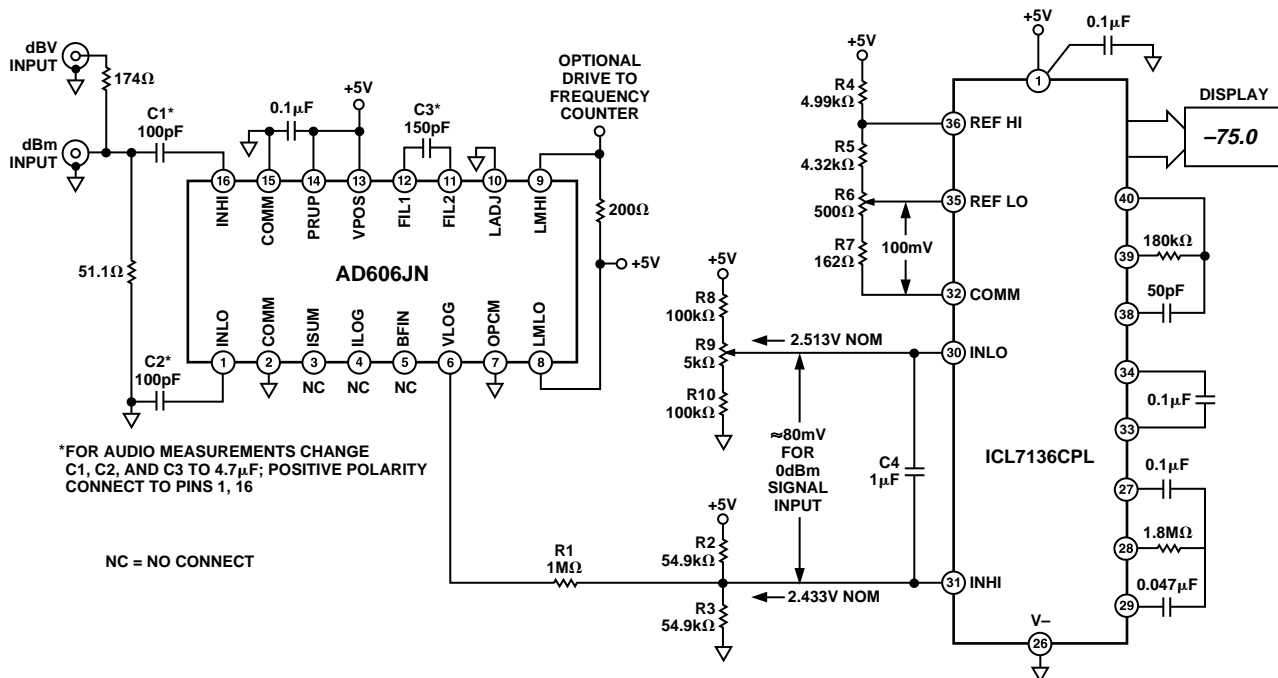 dBV
INPUT
174Ω
dBm
INPUT
C1*
100pF
0.1μF
+5V
C3*
150pF
OPTIONAL
DRIVE TO
FREQUENCY
COUNTER
16 15 14 13 12 11 10 9
INHI COMM PRUP VPOS FIL1 FIL2 LADJ LMHI
200Ω
+5V
51.1Ω
AD606JN
INLO COMM ISUM ILOG BFIN VLOG OPCM LMLO
1 2 3 4 5 6 7 8
NC NC NC
C2*
100pF
*FOR AUDIO MEASUREMENTS CHANGE
C1, C2, AND C3 TO 4.7μF; POSITIVE POLARITY
CONNECT TO PINS 1, 16
NC = NO CONNECT
R1
1MΩ
+5V
R2
54.9kΩ
R3
54.9kΩ
2.433V NOM
+5V
R8
100kΩ
R9
5kΩ
R10
100kΩ
2.513V NOM
≈80mV
FOR
0dBm
SIGNAL
INPUT
C4
1μF
+5V
R4
4.99kΩ
R5
4.32kΩ
R6
500Ω
R7
162Ω
100mV
+5V
0.1μF
1
36 REF HI
35 REF LO
32 COMM
30 INLO
31 INHI
ICL7136CPL
V–
26
DISPLAY
–75.0
40
39
180kΩ
38
50pF
34
0.1μF
33
27
0.1μF
28
1.8MΩ
29
0.047μF